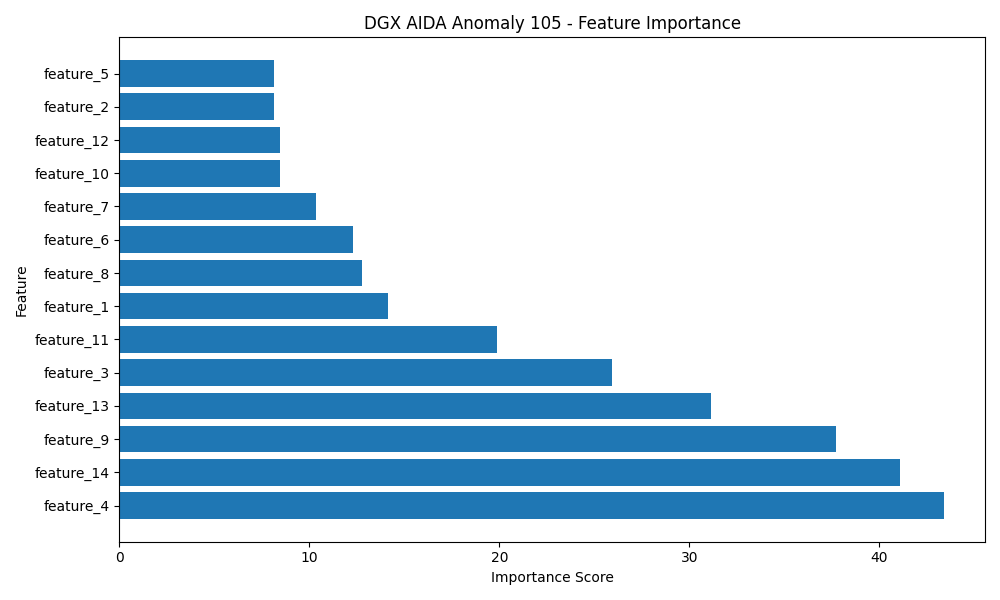 DGX AIDA Anomaly 105 - Feature Importance
feature_5
feature_2
feature_12
feature_10
feature_7
feature_6
feature_8
feature_1
feature_11
feature_3
feature_13
feature_9
feature_14
feature_4
Feature
0 10 20 30 40
Importance Score